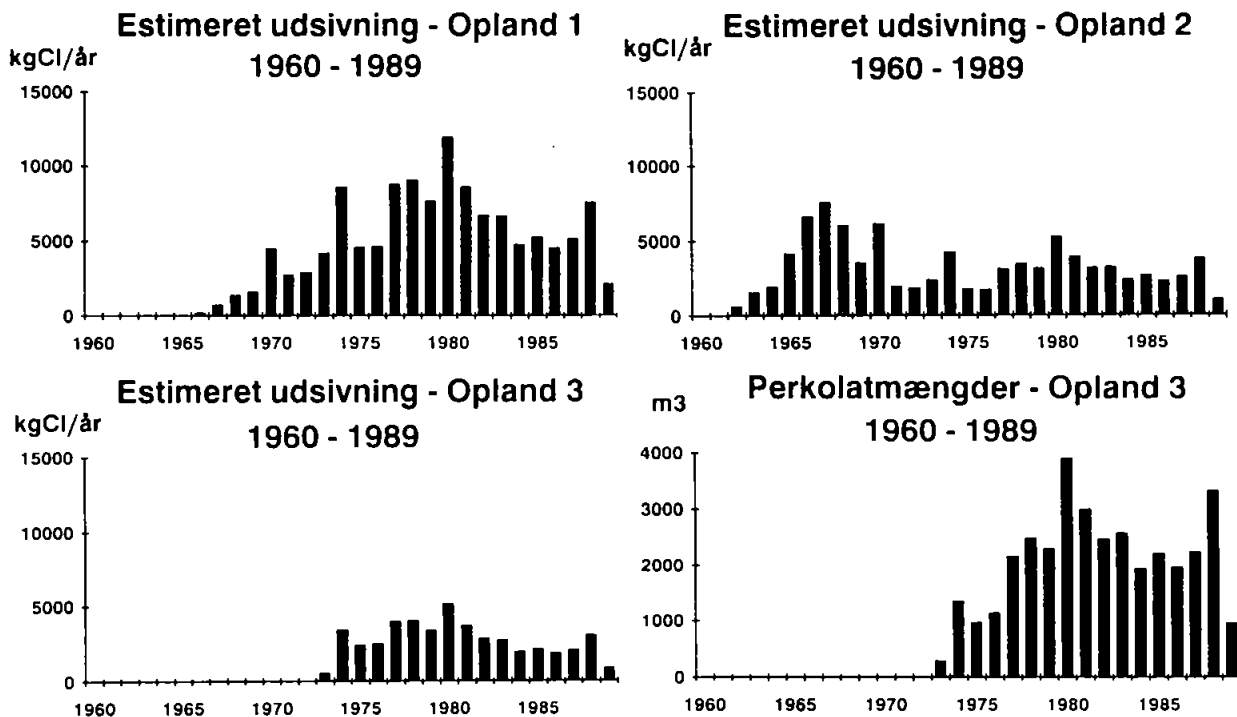 Estimeret udsivning - Opland 1
kgCl/år
1960 - 1989
15000
10000
5000
0
1960 1965 1970 1975 1980 1985
Estimeret udsivning - Opland 2
kgCl/år
1960 - 1989
15000
10000
5000
0
1960 1965 1970 1975 1980 1985
Estimeret udsivning - Opland 3
kgCl/år
1960 - 1989
15000
10000
5000
0
1960 1965 1970 1975 1980 1985
Perkolatmængder - Opland 3
m3
1960 - 1989
4000
3000
2000
1000
0
1960 1965 1970 1975 1980 1985